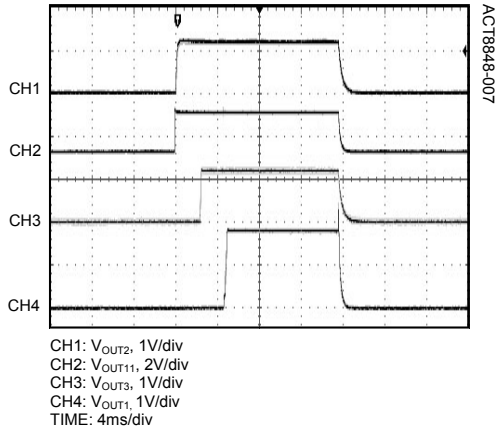 ACT8848-007
CH1
CH2
CH3
CH4
CH1: VOUT2, 1V/div
CH2: VOUT11, 2V/div
CH3: VOUT3, 1V/div
CH4: VOUT1, 1V/div
TIME: 4ms/div